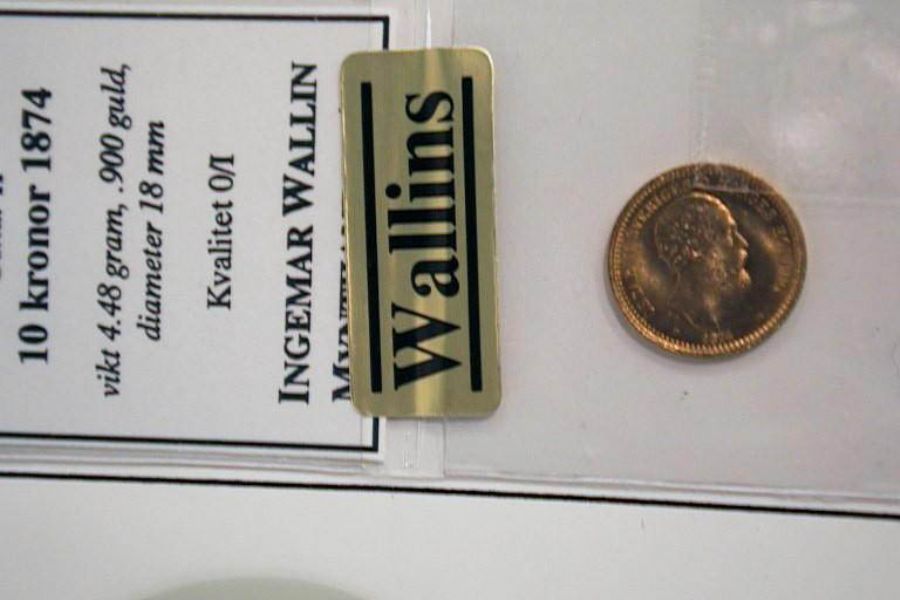 10 kronor 1874
vikt 4.48 gram, .900 guld,
diameter 18 mm
Kvalitet 0/I
INGEMAR WALLIN
Wallins